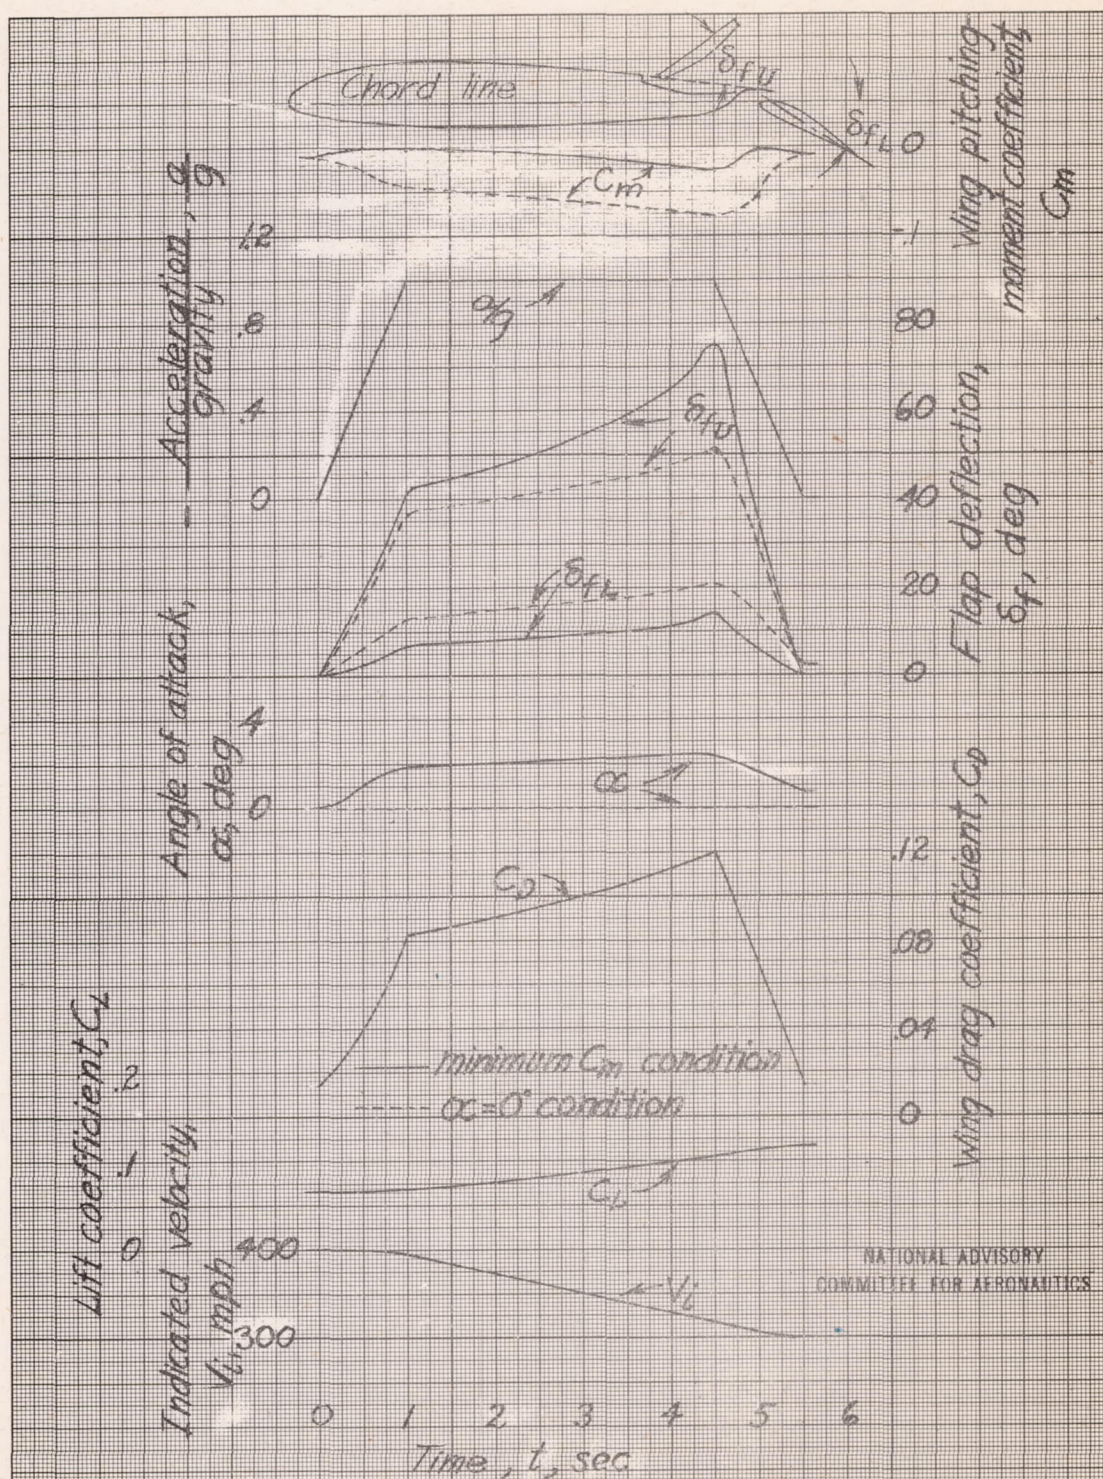 Chord line
δfU
δfL
Cm
Wing pitching-
moment coefficient,
Cm
0
-.1
Acceleration, a
gravity g
1.2
.8
.4
0
a/g
δfU
δfL
80
60
40
20
0
Flap deflection,
δf, deg
Angle of attack,
α, deg
4
0
α
CD
.12
.08
.04
0
Wing drag coefficient, CD
minimum Cm condition
α=0° condition
Lift coefficient, CL
.2
.1
0
CL
Indicated velocity,
Vi, mph
400
300
Vi
NATIONAL ADVISORY
COMMITTEE FOR AERONAUTICS
0 1 2 3 4 5 6
Time, t, sec